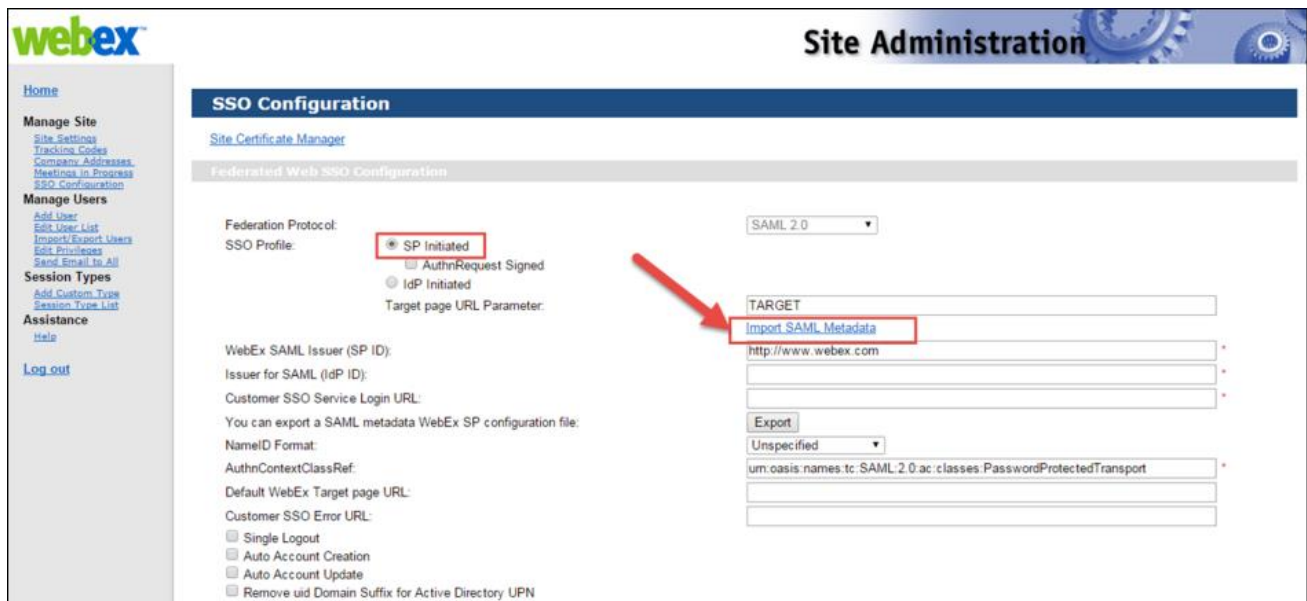 webex
Site Administration
Home
Manage Site
Site Settings
Tracking Codes
Company Addresses
Meetings in Progress
SSO Configuration
Manage Users
Add User
Edit User List
Import/Export Users
Edit Privileges
Send Email to All
Session Types
Add Custom Type
Session Type List
Assistance
Help
Log out
SSO Configuration
Site Certificate Manager
Federated Web SSO Configuration
Federation Protocol: SAML 2.0
SSO Profile: SP Initiated
AuthnRequest Signed
IdP Initiated
Target page URL Parameter: TARGET
Import SAML Metadata
WebEx SAML Issuer (SP ID): http://www.webex.com *
Issuer for SAML (IdP ID): *
Customer SSO Service Login URL: *
You can export a SAML metadata WebEx SP configuration file: Export
NameID Format: Unspecified
AuthnContextClassRef: urn:oasis:names:tc:SAML:2.0:ac:classes:PasswordProtectedTransport *
Default WebEx Target page URL:
Customer SSO Error URL:
Single Logout
Auto Account Creation
Auto Account Update
Remove uid Domain Suffix for Active Directory UPN